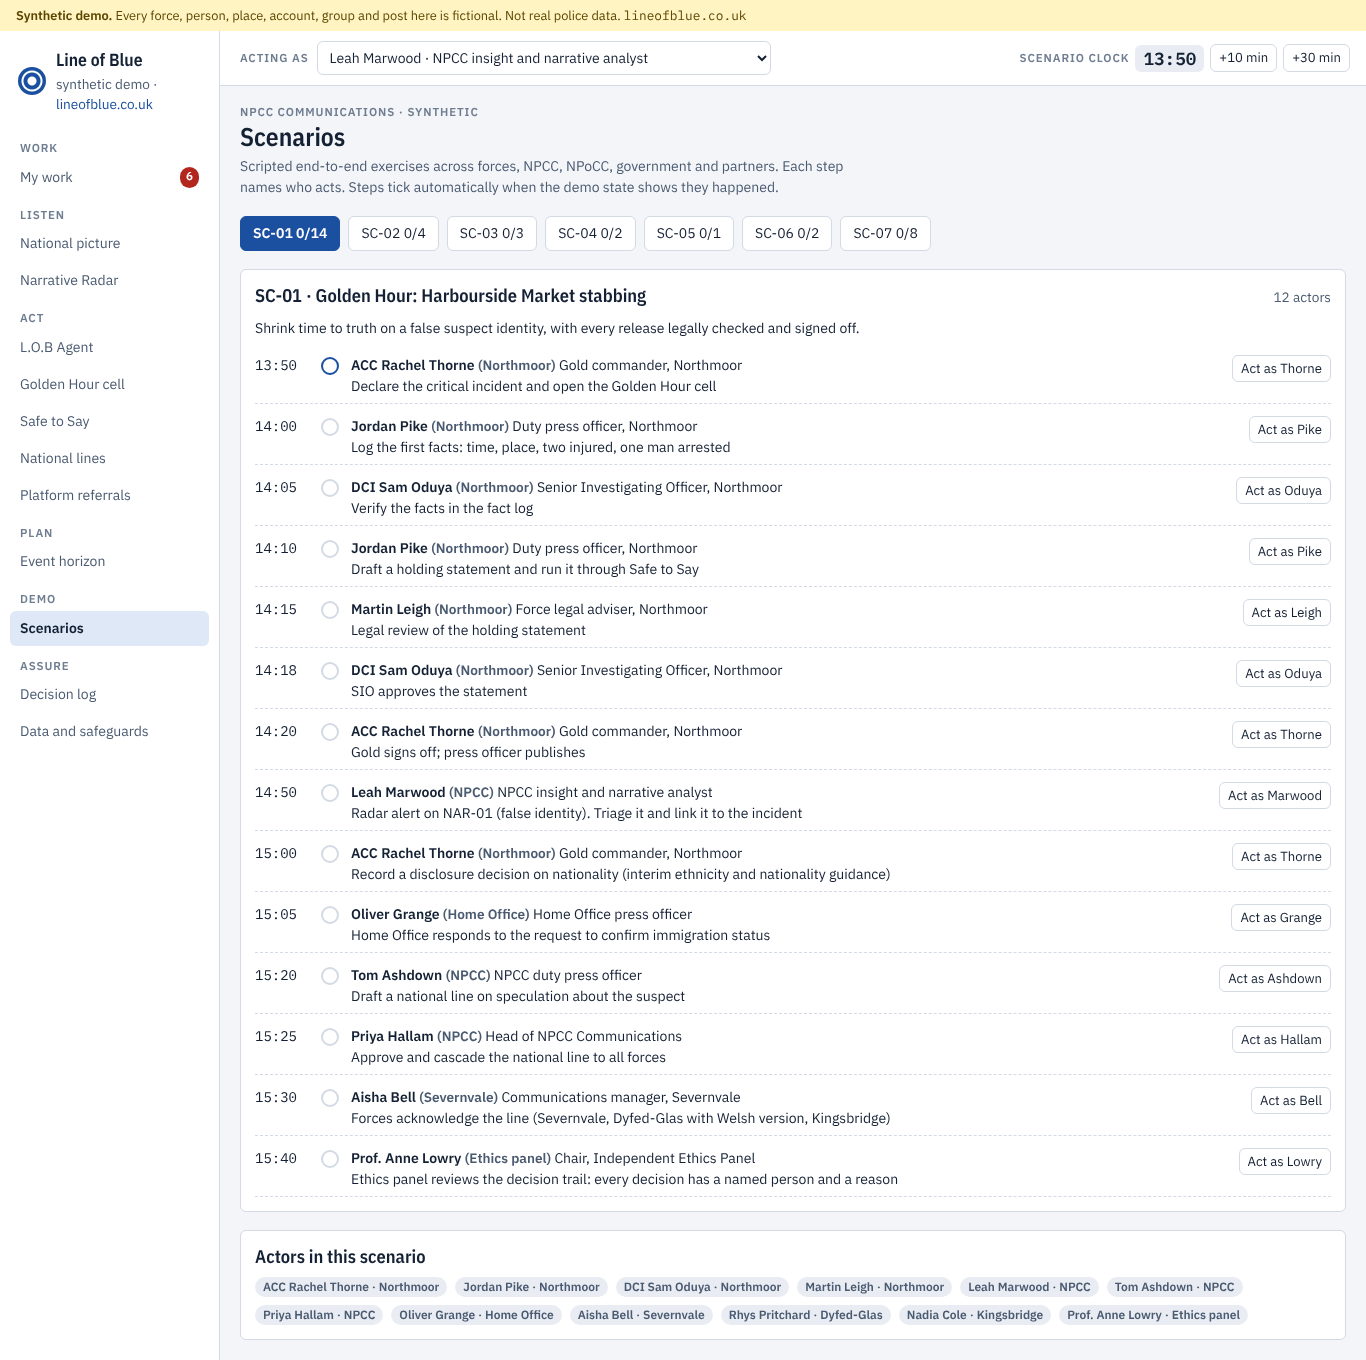 Synthetic demo. Every force, person, place, account, group and post here is fictional. Not real police data. lineofblue.co.uk
Line of Blue
synthetic demo ·
lineofblue.co.uk
WORK
My work 6
LISTEN
National picture
Narrative Radar
ACT
L.O.B Agent
Golden Hour cell
Safe to Say
National lines
Platform referrals
PLAN
Event horizon
DEMO
Scenarios
ASSURE
Decision log
Data and safeguards
ACTING AS Leah Marwood · NPCC insight and narrative analyst SCENARIO CLOCK 13:50 +10 min +30 min
NPCC COMMUNICATIONS · SYNTHETIC
Scenarios
Scripted end-to-end exercises across forces, NPCC, NPoCC, government and partners. Each step
names who acts. Steps tick automatically when the demo state shows they happened.
SC-01 0/14 SC-02 0/4 SC-03 0/3 SC-04 0/2 SC-05 0/1 SC-06 0/2 SC-07 0/8
SC-01 · Golden Hour: Harbourside Market stabbing 12 actors
Shrink time to truth on a false suspect identity, with every release legally checked and signed off.
13:50 ACC Rachel Thorne (Northmoor) Gold commander, Northmoor Act as Thorne
Declare the critical incident and open the Golden Hour cell
14:00 Jordan Pike (Northmoor) Duty press officer, Northmoor Act as Pike
Log the first facts: time, place, two injured, one man arrested
14:05 DCI Sam Oduya (Northmoor) Senior Investigating Officer, Northmoor Act as Oduya
Verify the facts in the fact log
14:10 Jordan Pike (Northmoor) Duty press officer, Northmoor Act as Pike
Draft a holding statement and run it through Safe to Say
14:15 Martin Leigh (Northmoor) Force legal adviser, Northmoor Act as Leigh
Legal review of the holding statement
14:18 DCI Sam Oduya (Northmoor) Senior Investigating Officer, Northmoor Act as Oduya
SIO approves the statement
14:20 ACC Rachel Thorne (Northmoor) Gold commander, Northmoor Act as Thorne
Gold signs off; press officer publishes
14:50 Leah Marwood (NPCC) NPCC insight and narrative analyst Act as Marwood
Radar alert on NAR-01 (false identity). Triage it and link it to the incident
15:00 ACC Rachel Thorne (Northmoor) Gold commander, Northmoor Act as Thorne
Record a disclosure decision on nationality (interim ethnicity and nationality guidance)
15:05 Oliver Grange (Home Office) Home Office press officer Act as Grange
Home Office responds to the request to confirm immigration status
15:20 Tom Ashdown (NPCC) NPCC duty press officer Act as Ashdown
Draft a national line on speculation about the suspect
15:25 Priya Hallam (NPCC) Head of NPCC Communications Act as Hallam
Approve and cascade the national line to all forces
15:30 Aisha Bell (Severnvale) Communications manager, Severnvale Act as Bell
Forces acknowledge the line (Severnvale, Dyfed-Glas with Welsh version, Kingsbridge)
15:40 Prof. Anne Lowry (Ethics panel) Chair, Independent Ethics Panel Act as Lowry
Ethics panel reviews the decision trail: every decision has a named person and a reason
Actors in this scenario
ACC Rachel Thorne · Northmoor Jordan Pike · Northmoor DCI Sam Oduya · Northmoor Martin Leigh · Northmoor Leah Marwood · NPCC Tom Ashdown · NPCC
Priya Hallam · NPCC Oliver Grange · Home Office Aisha Bell · Severnvale Rhys Pritchard · Dyfed-Glas Nadia Cole · Kingsbridge Prof. Anne Lowry · Ethics panel